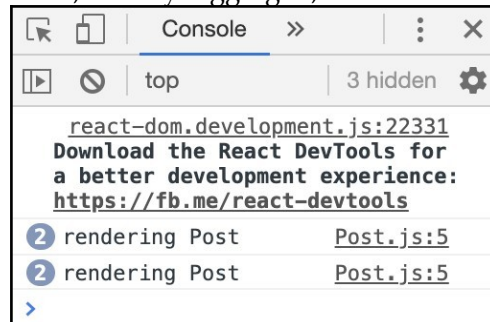 Console »
top 3 hidden
react-dom.development.js:22331
Download the React DevTools for
a better development experience:
https://fb.me/react-devtools
2 rendering Post Post.js:5
2 rendering Post Post.js:5
>